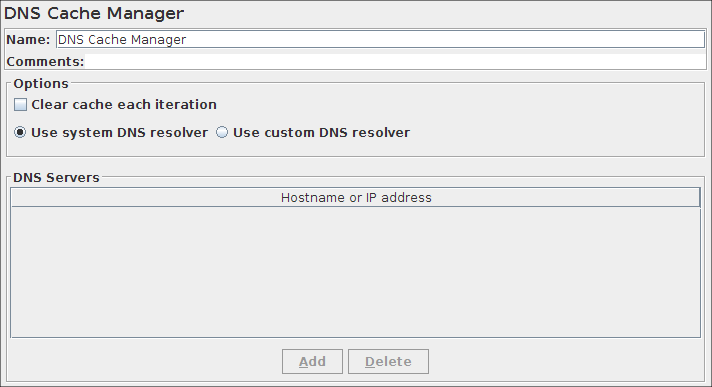 DNS Cache Manager
Name: DNS Cache Manager
Comments:
Options
Clear cache each iteration
Use system DNS resolver Use custom DNS resolver
DNS Servers
Hostname or IP address
Add Delete